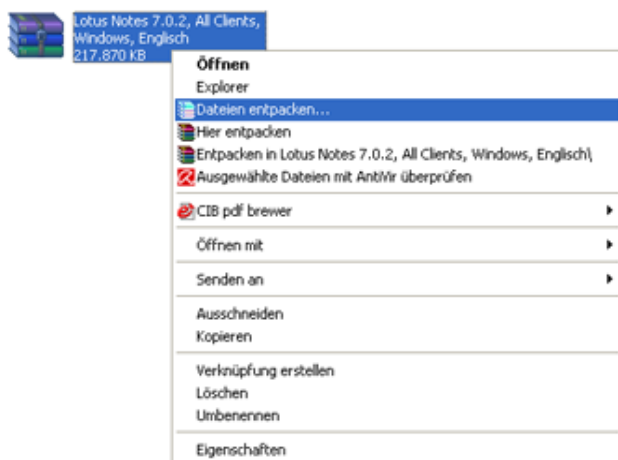 Lotus Notes 7.0.2, All Clients,
Windows, Englisch
217.870 KB
Öffnen
Explorer
Dateien entpacken...
Hier entpacken
Entpacken in Lotus Notes 7.0.2, All Clients, Windows, Englisch\
Ausgewählte Dateien mit AntiVir überprüfen
CIB pdf brewer
Öffnen mit
Senden an
Ausschneiden
Kopieren
Verknüpfung erstellen
Löschen
Umbenennen
Eigenschaften